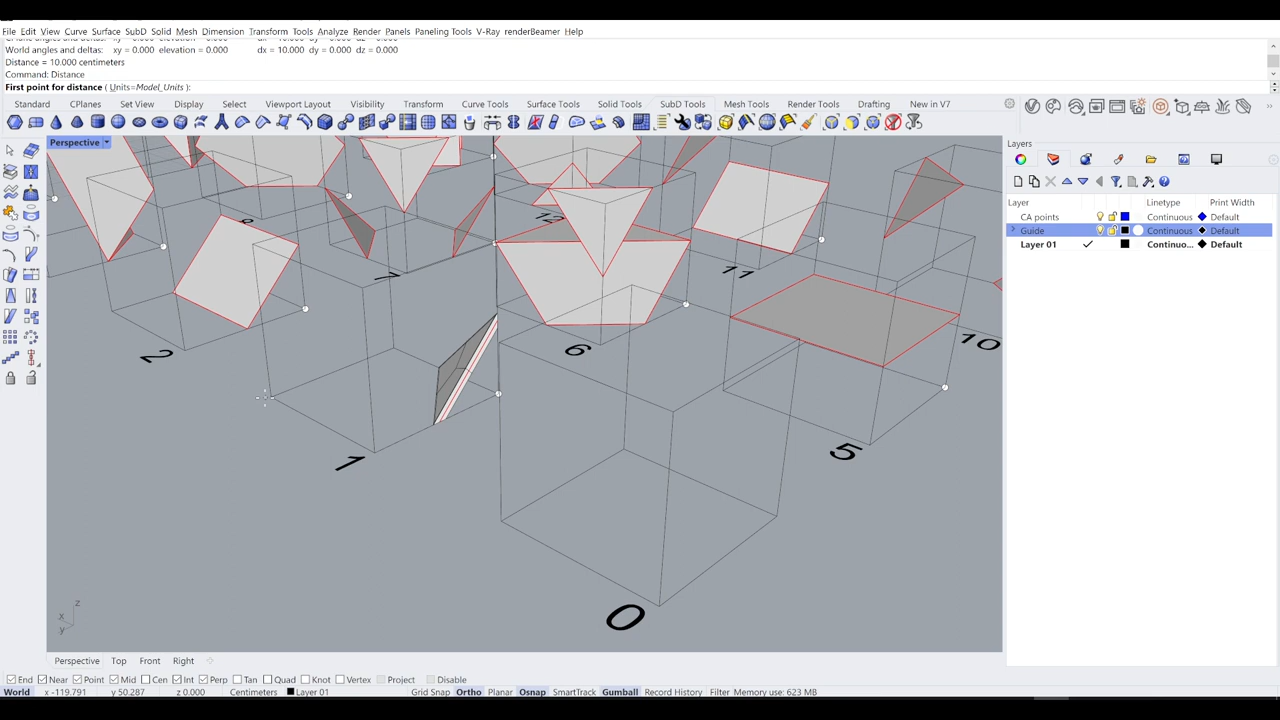 File Edit View Curve Surface SubD Solid Mesh Dimension Transform Tools Analyze Render Panels Paneling Tools V-Ray renderBeamer Help
World angles and deltas: xy = 0.000 elevation = 0.000 dx = 10.000 dy = 0.000 dz = 0.000
Distance = 10.000 centimeters
Command: Distance
First point for distance ( Units=Model_Units ):
Standard CPlanes Set View Display Select Viewport Layout Visibility Transform Curve Tools Surface Tools Solid Tools SubD Tools Mesh Tools Render Tools Drafting New in V7
Perspective
Layers
Layer Linetype Print Width
CA points Continuous Default
Guide Continuous Default
Layer 01 Continuo... Default
8
12
7
11
2
6
10
1
5
0
z
x
y
Perspective Top Front Right
End Near Point Mid Cen Int Perp Tan Quad Knot Vertex Project Disable
World x -119.791 y 50.287 z 0.000 Centimeters Layer 01 Grid Snap Ortho Planar Osnap SmartTrack Gumball Record History Filter Memory use: 623 MB